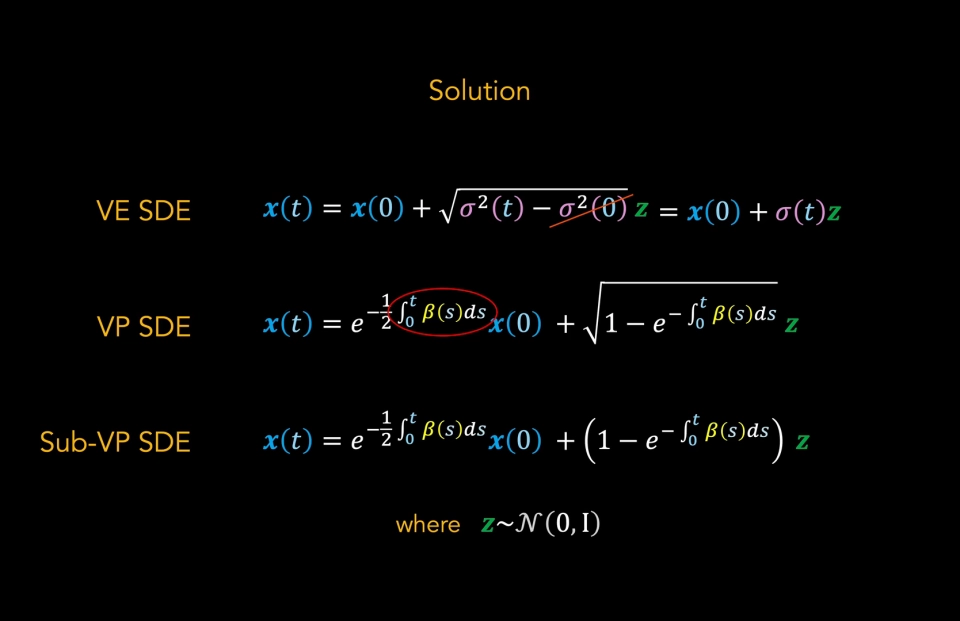 Solution
VE SDE x(t) = x(0) + √(σ²(t) − σ²(0)) z = x(0) + σ(t)z
VP SDE x(t) = e^(−½∫₀ᵗ β(s)ds) x(0) + √(1 − e^(−∫₀ᵗ β(s)ds)) z
Sub-VP SDE x(t) = e^(−½∫₀ᵗ β(s)ds) x(0) + (1 − e^(−∫₀ᵗ β(s)ds)) z
where z~𝒩(0, I)